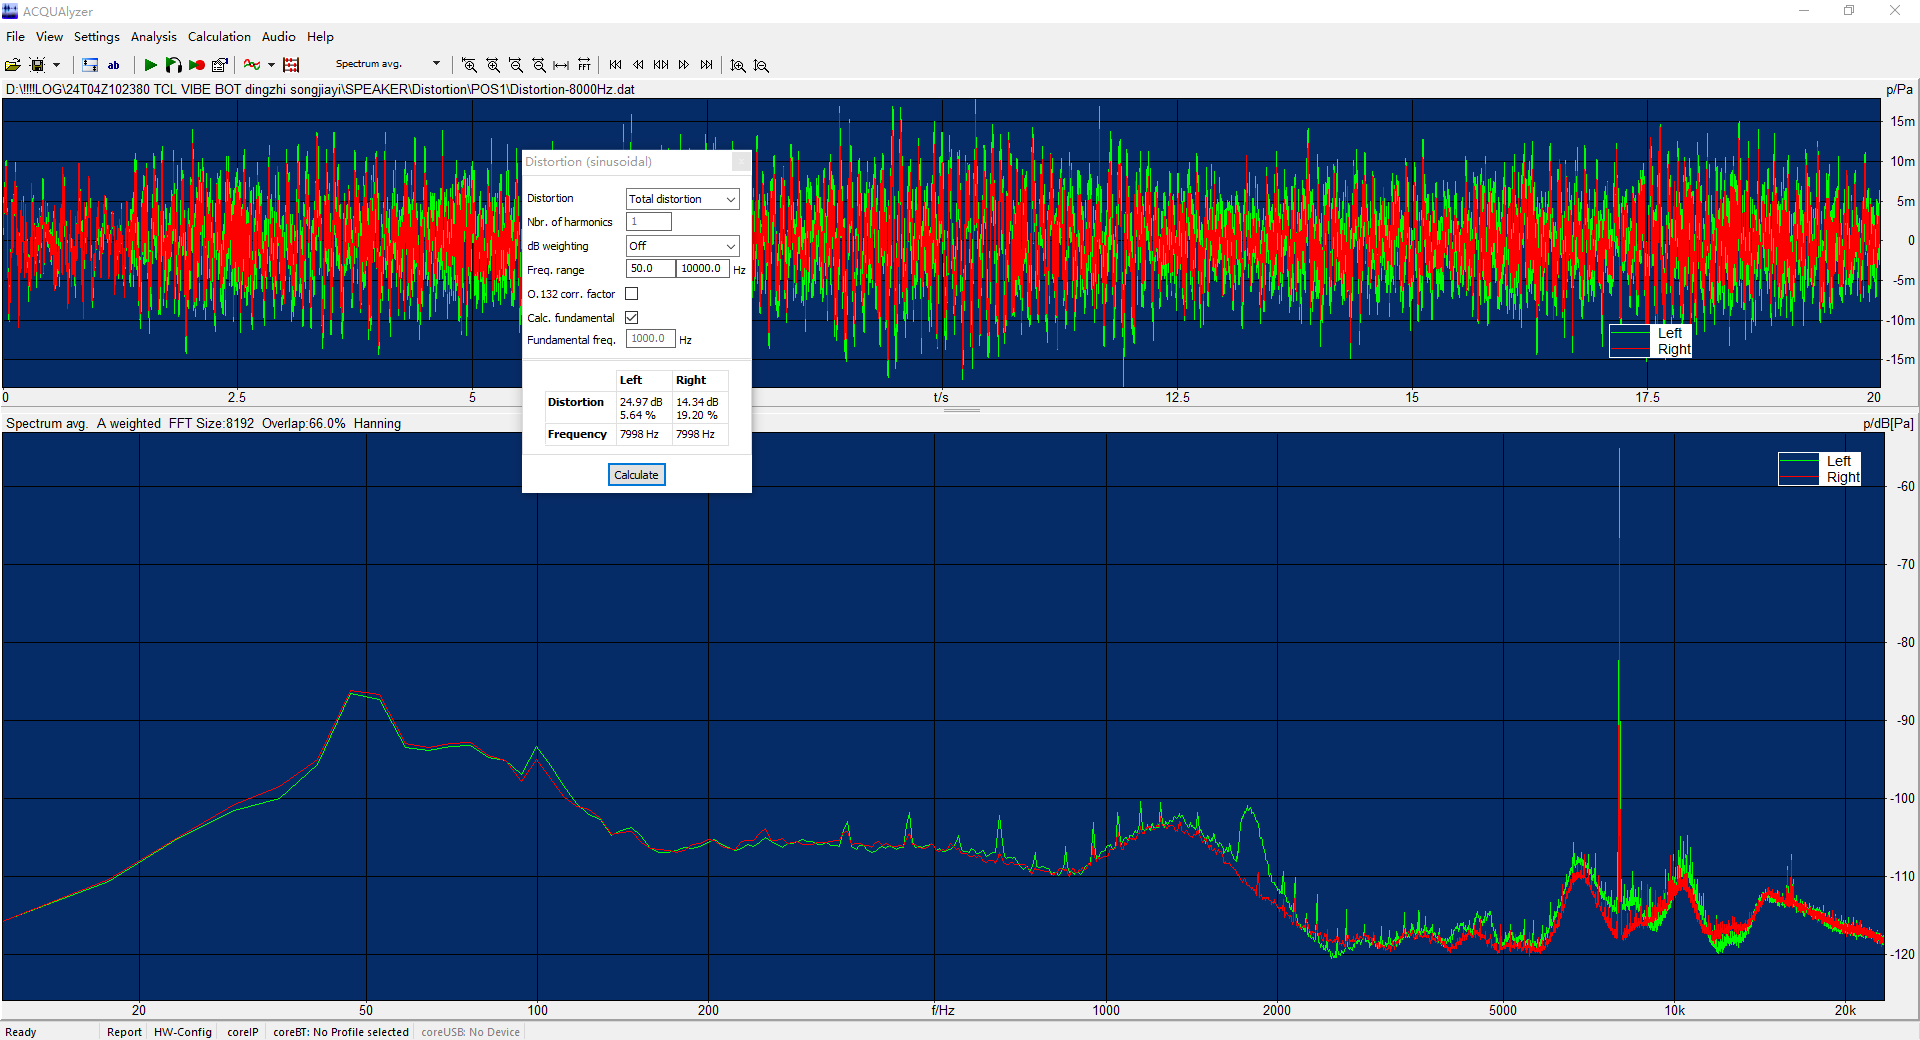 ACQUAlyzer
File View Settings Analysis Calculation Audio Help
ab Spectrum avg. FFT
D:\!!!!LOG\24T04Z102380 TCL VIBE BOT dingzhi songjiayi\SPEAKER\Distortion\POS1\Distortion-8000Hz.dat p/Pa
15m
10m
5m
0
-5m
-10m
-15m
Left
Right
0 2.5 5 t/s 12.5 15 17.5 20
Distortion (sinusoidal)
Distortion Total distortion
Nbr. of harmonics 1
dB weighting Off
Freq. range 50.0 10000.0 Hz
O.132 corr. factor
Calc. fundamental
Fundamental freq. 1000.0 Hz
Left Right
Distortion 24.97 dB 14.34 dB
5.64 % 19.20 %
Frequency 7998 Hz 7998 Hz
Calculate
Spectrum avg. A weighted FFT Size:8192 Overlap:66.0% Hanning p/dB[Pa]
Left
Right
-60
-70
-80
-90
-100
-110
-120
20 50 100 200 f/Hz 1000 2000 5000 10k 20k
Ready Report HW-Config coreIP coreBT: No Profile selected coreUSB: No Device